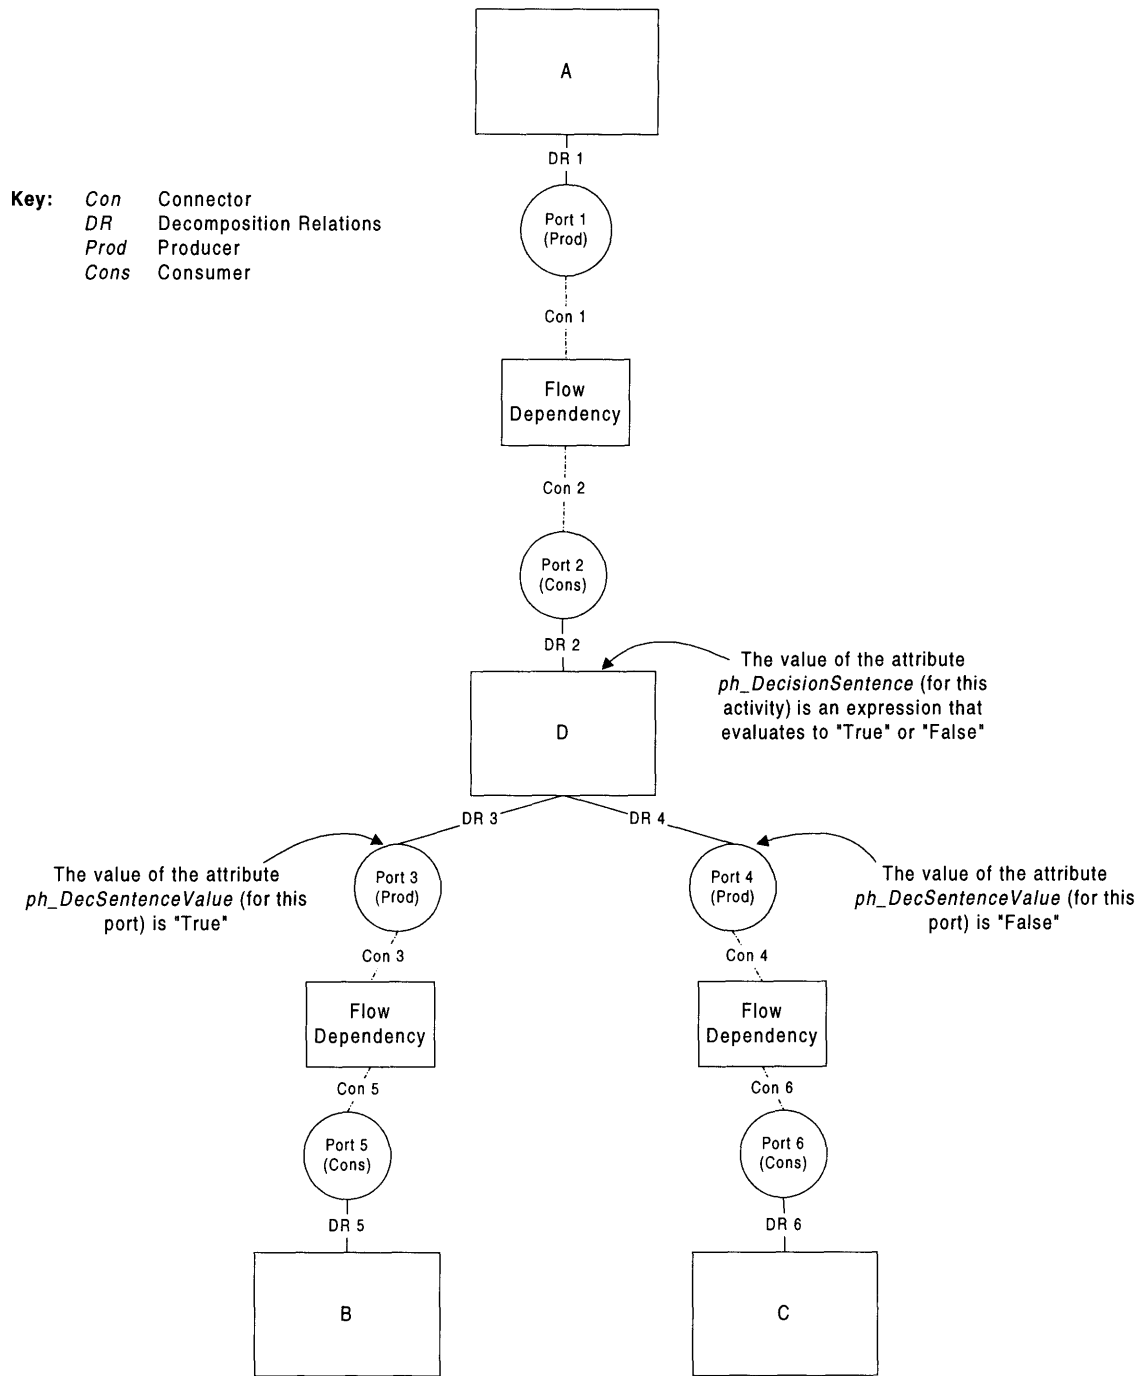 A
DR 1
Key: Con Connector
DR Decomposition Relations
Prod Producer
Cons Consumer
Port 1
(Prod)
Con 1
Flow
Dependency
Con 2
Port 2
(Cons)
DR 2
The value of the attribute
ph_DecisionSentence (for this
activity) is an expression that
evaluates to "True" or "False"
D
DR 3
DR 4
The value of the attribute
ph_DecSentenceValue (for this
port) is "True"
Port 3
(Prod)
Port 4
(Prod)
The value of the attribute
ph_DecSentenceValue (for this
port) is "False"
Con 3
Con 4
Flow
Dependency
Flow
Dependency
Con 5
Con 6
Port 5
(Cons)
Port 6
(Cons)
DR 5
DR 6
B
C